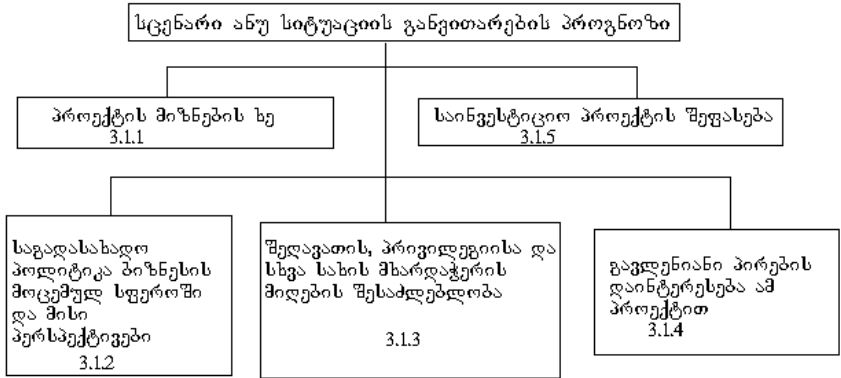 სცენარი ანუ სიტუაციის განვითარების პროგნოზი
პროექტის მიზნების ხე
3.1.1
საინვესტიციო პროექტის შეფასება
3.1.5
საგადასახადო
პოლიტიკა ბიზნესის
მოცემულ სფეროში
და მისი
პერსპექტივები
3.1.2
შეღავათის, პრივილეგიისა და
სხვა სახის მხარდაჭერის
მიღების შესაძლებლობა
3.1.3
გავლენიანი პირების
დაინტერესება ამ
პროექტით
3.1.4